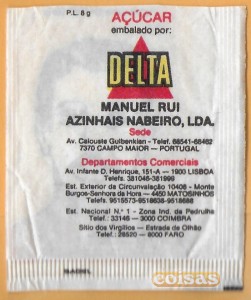 P.L. 8 g
AÇÚCAR
embalado por:
DELTA
MANUEL RUI
AZINHAIS NABEIRO, LDA.
Sede
Av. Calouste Gulbenkian - Telef. 68541-68462
7370 CAMPO MAIOR — PORTUGAL
Departamentos Comerciais
Av. Infante D. Henrique, 151-A — 1900 LISBOA
Telefs. 381046-381999
Est. Exterior da Circunvalação 10408 - Monte
Burgos-Senhora da Hora — 4450 MATOSINHOS
Telefs. 9515573-9518638-9518688
Est. Nacional N.º 1 - Zona Ind. da Pedrulha
Telef.: 33146 — 3000 COIMBRA
Sítio dos Virgílios — Estrada de Olhão
Telef.: 28520 — 8000 FARO
coisas